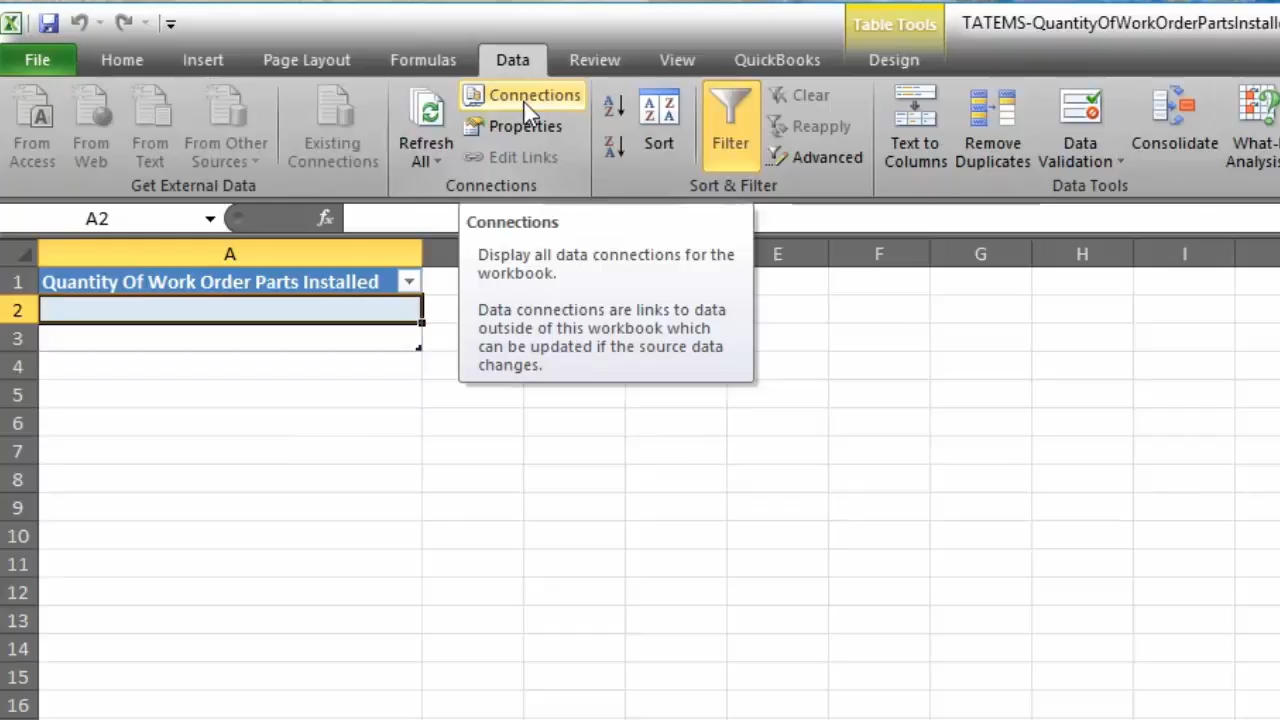 Table Tools
TATEMS-QuantityOfWorkOrderPartsInstalle
File Home Insert Page Layout Formulas Data Review View QuickBooks Design
From Access
From Web
From Text
From Other Sources
Existing Connections
Get External Data
Refresh All
Connections
Properties
Edit Links
Connections
Sort
Filter
Clear
Reapply
Advanced
Sort & Filter
Text to Columns
Remove Duplicates
Data Validation
Consolidate
What-I
Analysis
Data Tools
A2
fx
A E F G H I
1 Quantity Of Work Order Parts Installed
2
3
4
5
6
7
8
9
10
11
12
13
14
15
16
Connections
Display all data connections for the
workbook.
Data connections are links to data
outside of this workbook which
can be updated if the source data
changes.